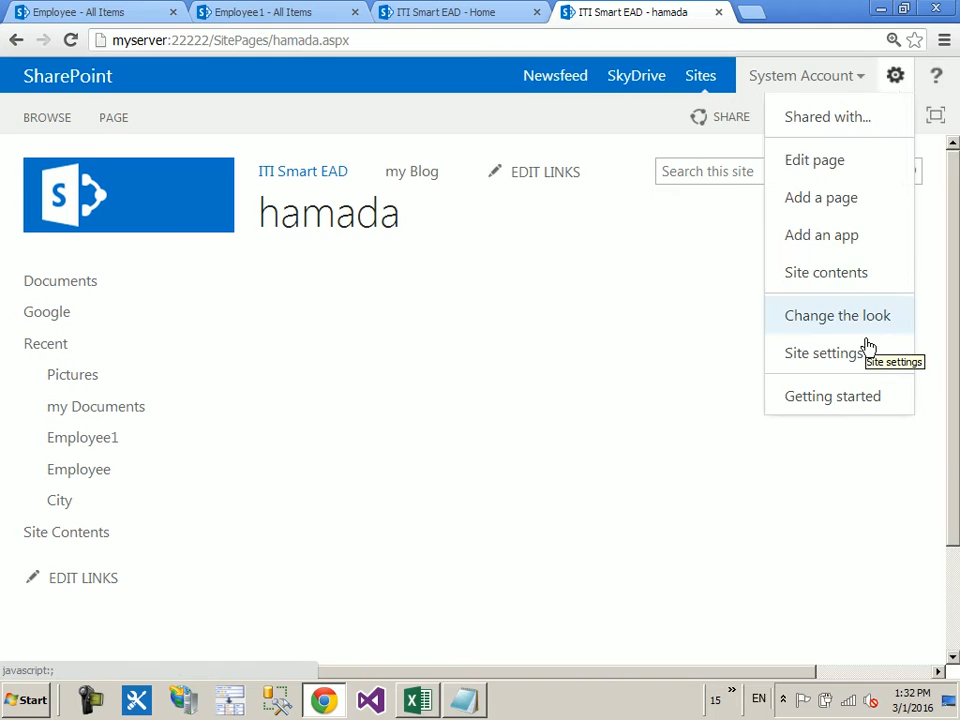 Employee - All Items
Employee1 - All Items
ITI Smart EAD - Home
ITI Smart EAD - hamada
myserver:22222/SitePages/hamada.aspx
SharePoint
Newsfeed
SkyDrive
Sites
System Account
?
BROWSE
PAGE
SHARE
Shared with...
Edit page
Add a page
Add an app
Site contents
Change the look
Site settings
Site settings
Getting started
S
ITI Smart EAD
my Blog
EDIT LINKS
Search this site
hamada
Documents
Google
Recent
Pictures
my Documents
Employee1
Employee
City
Site Contents
EDIT LINKS
javascript:;
Start
15
EN
1:32 PM
3/1/2016